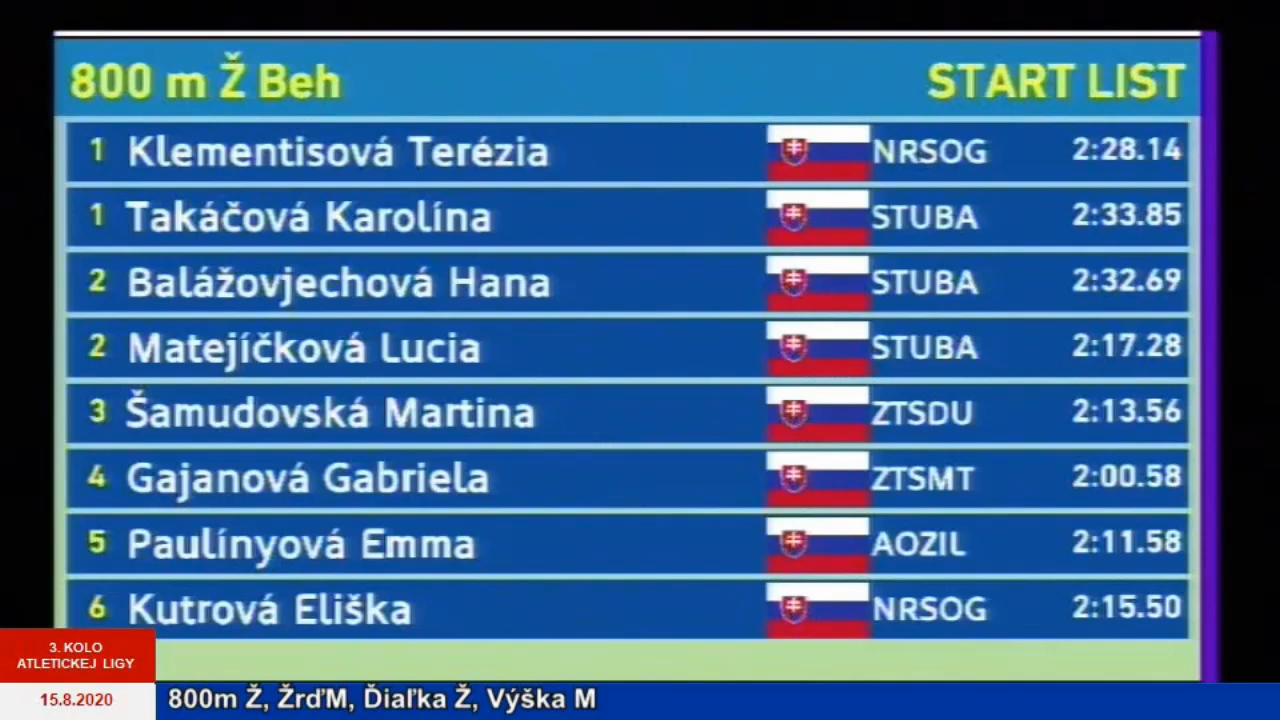 800 m Ž Beh START LIST
1 Klementisová Terézia NRSOG 2:28.14
1 Takáčová Karolína STUBA 2:33.85
2 Balážovjechová Hana STUBA 2:32.69
2 Matejíčková Lucia STUBA 2:17.28
3 Šamudovská Martina ZTSDU 2:13.56
4 Gajanová Gabriela ZTSMT 2:00.58
5 Paulínyová Emma AOZIL 2:11.58
6 Kutrová Eliška NRSOG 2:15.50
3. KOLO
ATLETICKEJ LIGY
15.8.2020
800m Ž, ŽrďM, Ďiaľka Ž, Výška M